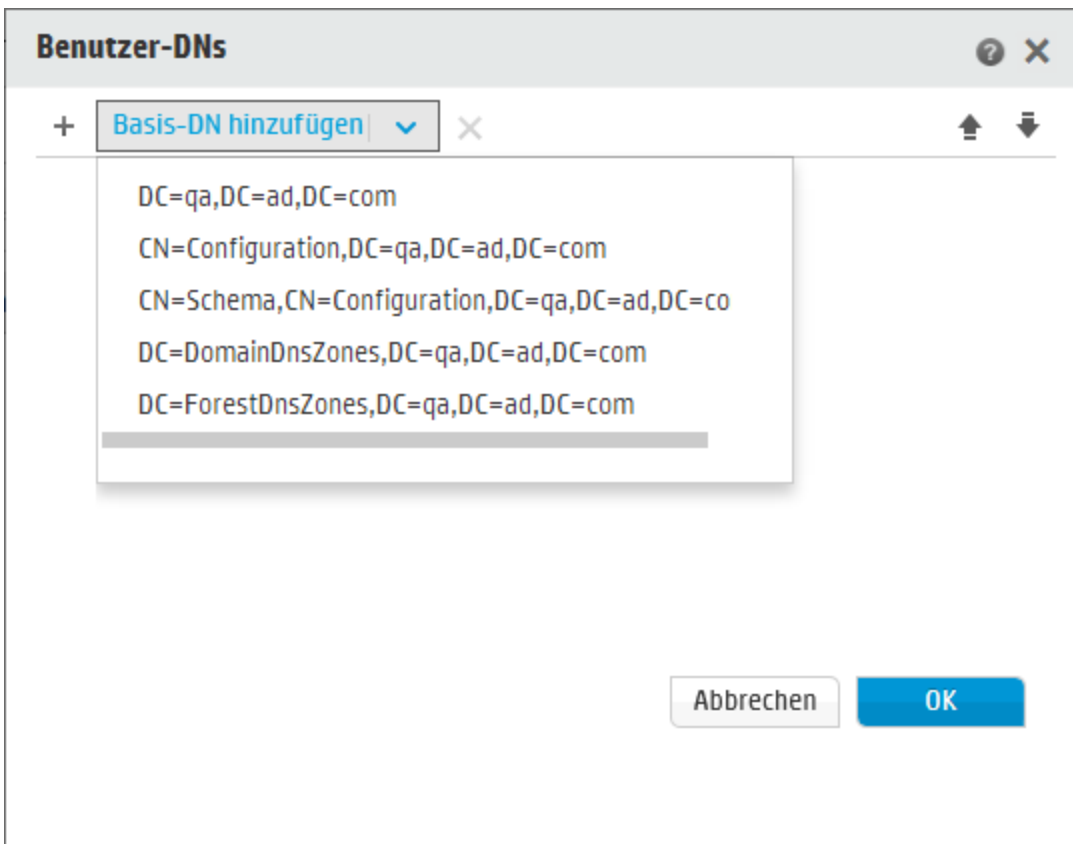 Benutzer-DNs
Basis-DN hinzufügen
DC=qa,DC=ad,DC=com
CN=Configuration,DC=qa,DC=ad,DC=com
CN=Schema,CN=Configuration,DC=qa,DC=ad,DC=co
DC=DomainDnsZones,DC=qa,DC=ad,DC=com
DC=ForestDnsZones,DC=qa,DC=ad,DC=com
Abbrechen OK